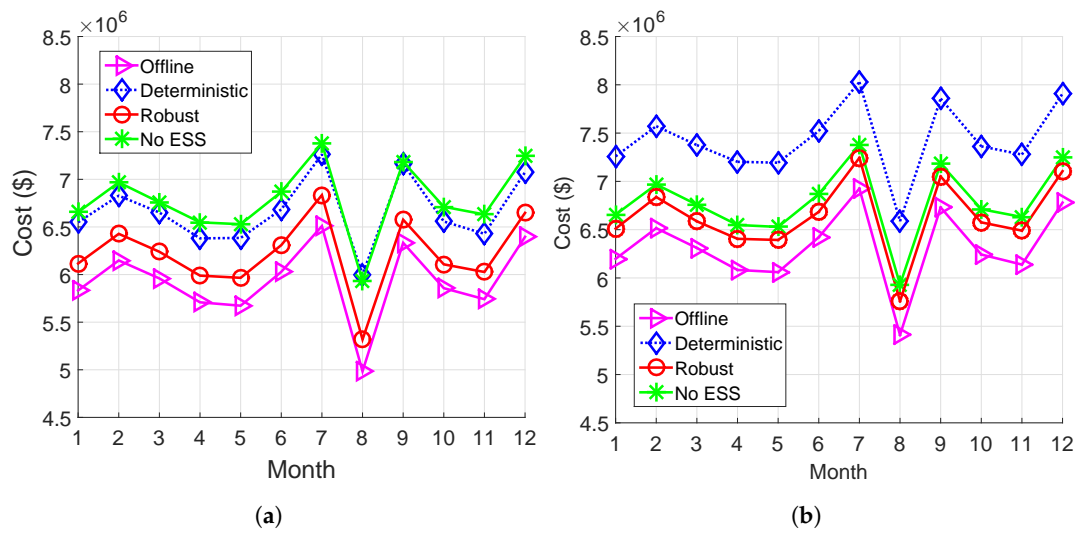 ×10^6
8.5
8
7.5
7
6.5
6
5.5
5
4.5
Cost ($)
Offline
Deterministic
Robust
No ESS
1 2 3 4 5 6 7 8 9 10 11 12
Month
(a)
×10^6
8.5
8
7.5
7
6.5
6
5.5
5
4.5
Cost ($)
Offline
Deterministic
Robust
No ESS
1 2 3 4 5 6 7 8 9 10 11 12
Month
(b)